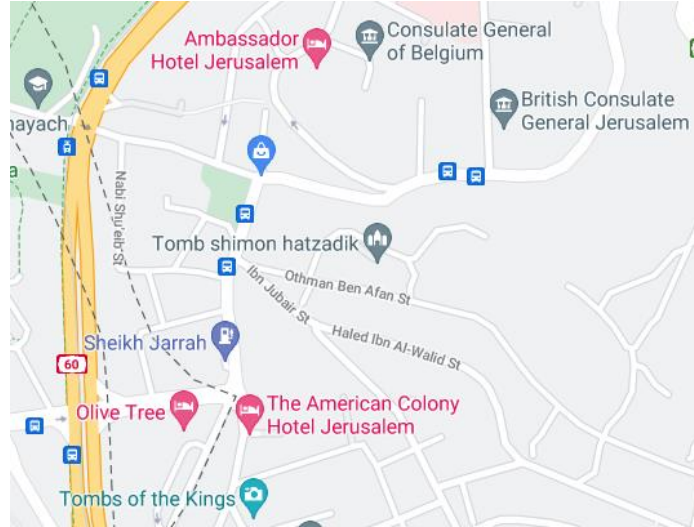 Ambassador
Hotel Jerusalem
Consulate General
of Belgium
hayach
British Consulate
General Jerusalem
a
Nabi Shu'eib St
Tomb shimon hatzadik
Othman Ben Afan St
Ibn Jubair St
Haled Ibn Al-Walid St
Sheikh Jarrah
60
Olive Tree
The American Colony
Hotel Jerusalem
Tombs of the Kings